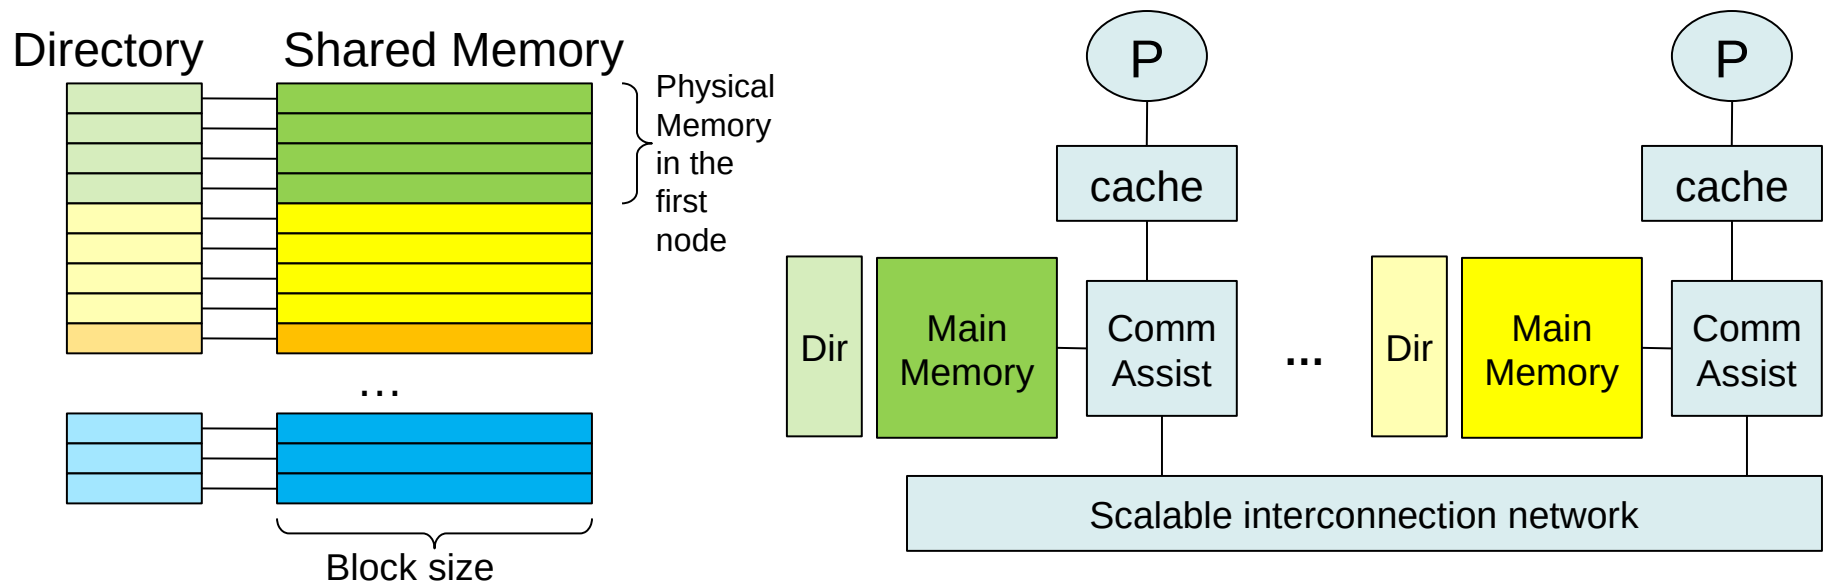 Directory
Shared Memory
Physical
Memory
in the
first
node
...
Block size
P
cache
Dir
Main
Memory
Comm
Assist
...
P
cache
Dir
Main
Memory
Comm
Assist
Scalable interconnection network